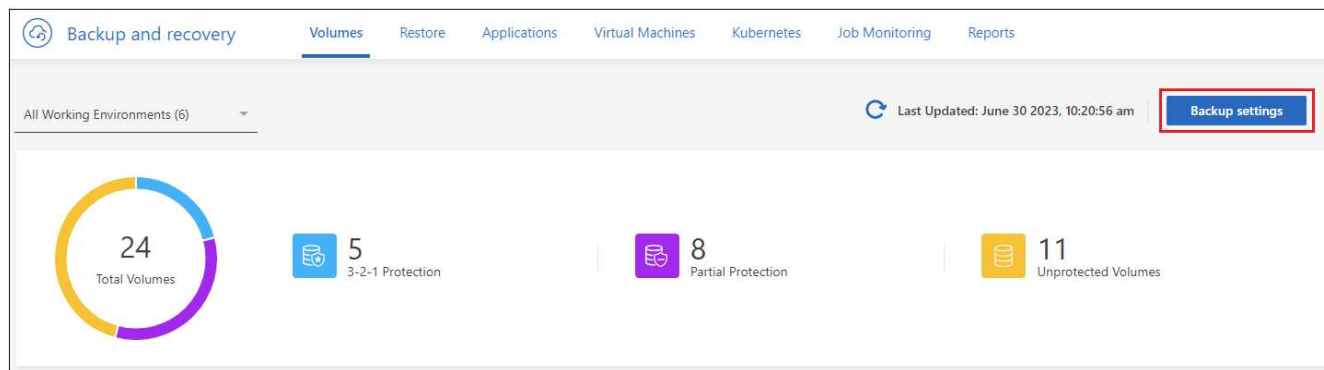 Backup and recovery Volumes Restore Applications Virtual Machines Kubernetes Job Monitoring Reports
All Working Environments (6) Last Updated: June 30 2023, 10:20:56 am Backup settings
24
Total Volumes
5
3-2-1 Protection
8
Partial Protection
11
Unprotected Volumes